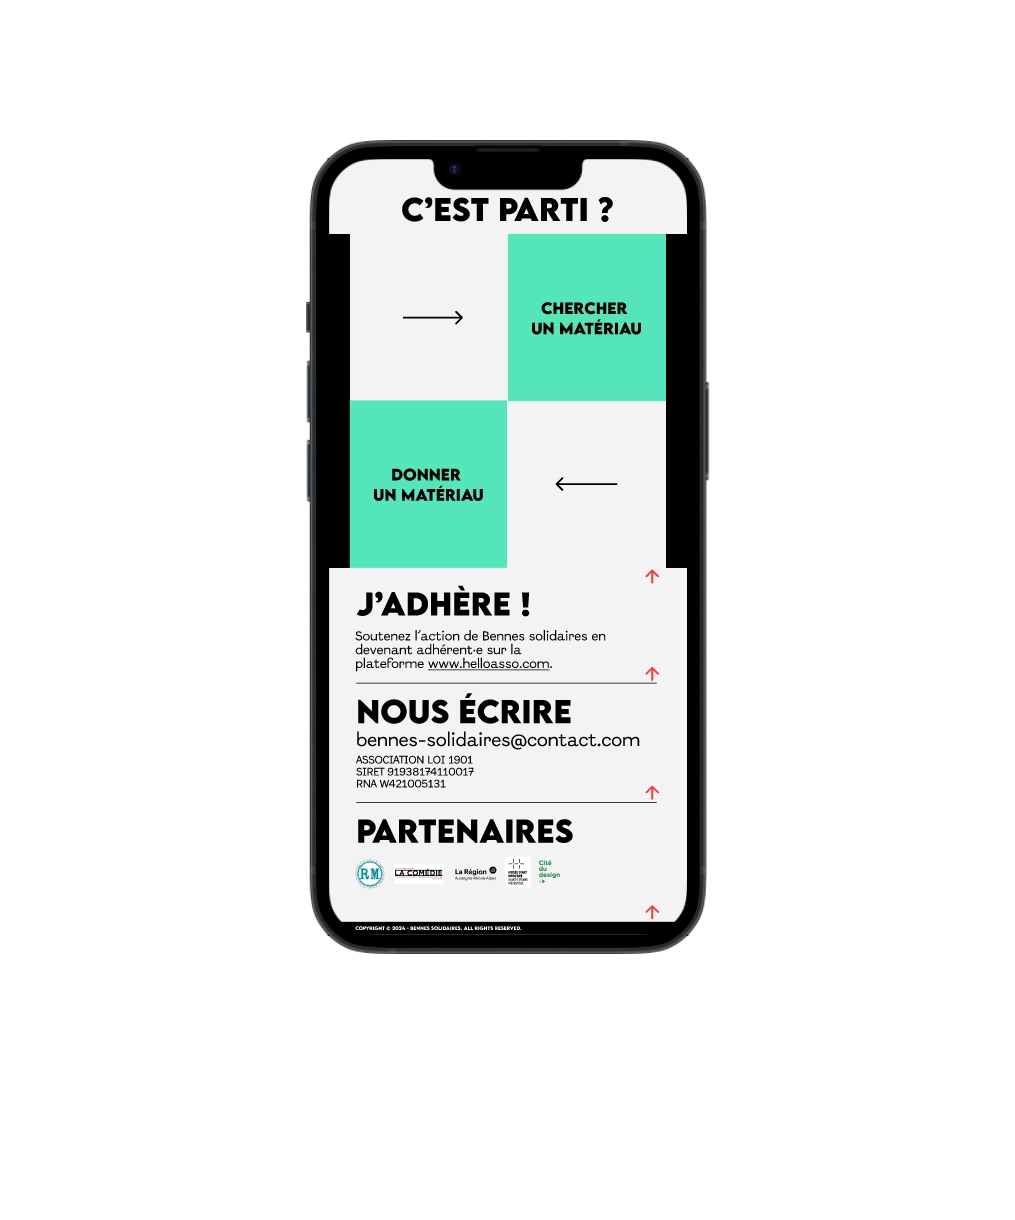 C'EST PARTI ?
CHERCHER
UN MATÉRIAU
DONNER
UN MATÉRIAU
J'ADHÈRE !
Soutenez l'action de Bennes solidaires en
devenant adhérent·e sur la
plateforme www.helloasso.com.
NOUS ÉCRIRE
bennes-solidaires@contact.com
ASSOCIATION LOI 1901
SIRET 91938174110017
RNA W421005131
PARTENAIRES
RM
LA COMÉDIE
La Région
Auvergne-Rhône-Alpes
Cité
du
design
COPYRIGHT © 2024 - BENNES SOLIDAIRES. ALL RIGHTS RESERVED.